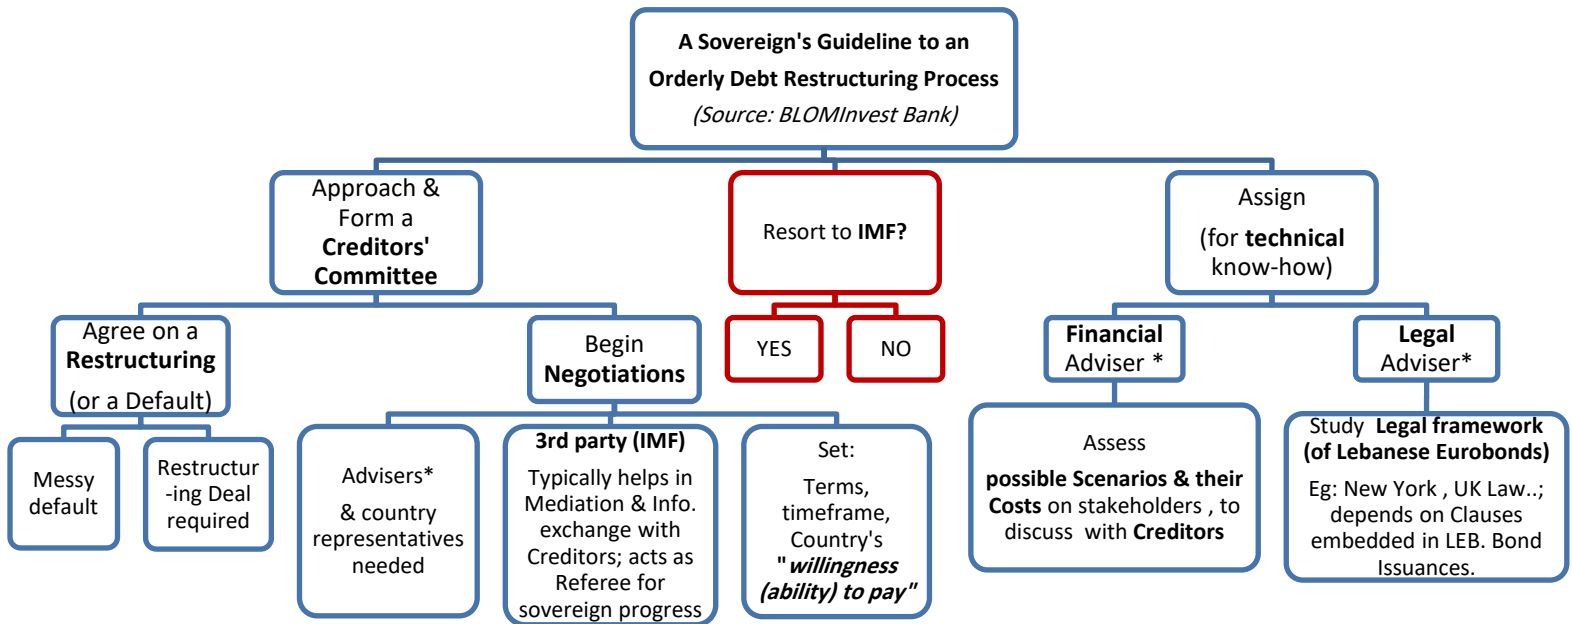 A Sovereign's Guideline to an
Orderly Debt Restructuring Process
(Source: BLOMInvest Bank)
Approach &
Form a
Creditors'
Committee
Resort to IMF?
Assign
(for technical
know-how)
Agree on a
Restructuring
(or a Default)
Begin
Negotiations
YES
NO
Financial
Adviser *
Legal
Adviser*
Messy
default
Restructur
-ing Deal
required
Advisers*
& country
representatives
needed
3rd party (IMF)
Typically helps in
Mediation & Info.
exchange with
Creditors; acts as
Referee for
sovereign progress
Set:
Terms,
timeframe,
Country's
"willingness
(ability) to pay"
Assess
possible Scenarios & their
Costs on stakeholders , to
discuss with Creditors
Study Legal framework
(of Lebanese Eurobonds)
Eg: New York , UK Law..;
depends on Clauses
embedded in LEB. Bond
Issuances.